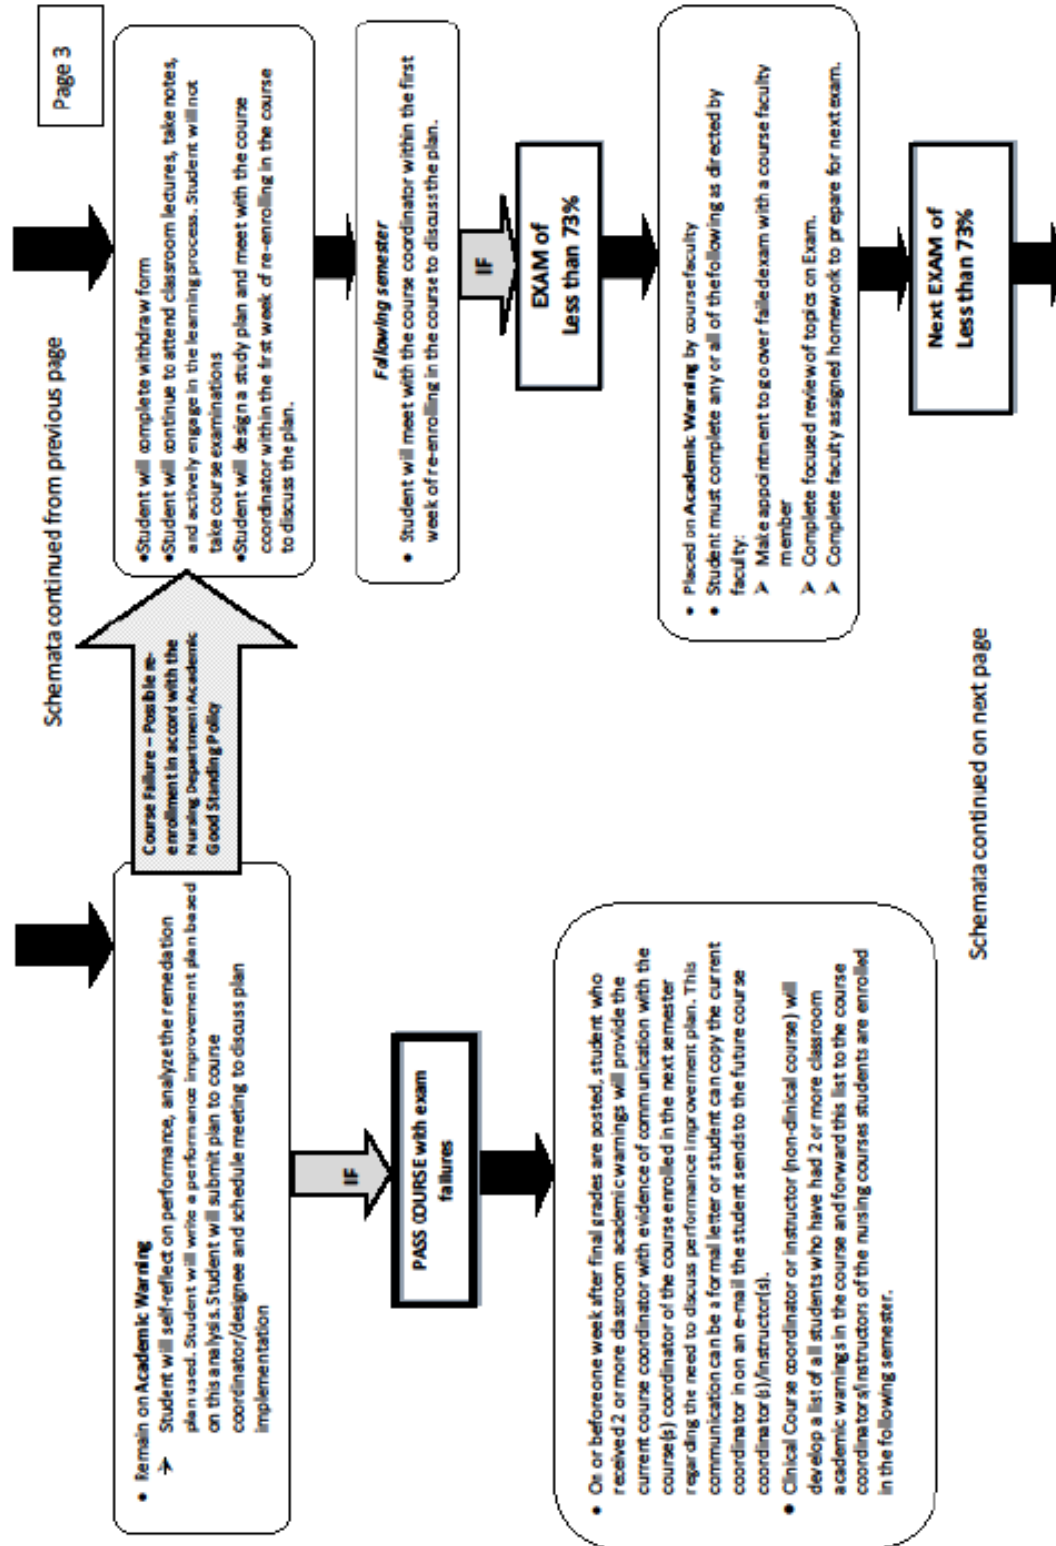 Page 3
Schemata continued from previous page
• Remain on Academic Warning
➤ Student will self-reflect on performance, analyze the remediation
plan used. Student will write a performance improvement plan based
on this analysis. Student will submit plan to course
coordinator/designee and schedule meeting to discuss plan
implementation
Course Failure – Possible re-
enrollment in accord with the
Nursing Department Academic
Good Standing Policy
•Student will complete withdraw form
•Student will continue to attend classroom lectures, take notes,
and actively engage in the learning process. Student will not
take course examinations
•Student will design a study plan and meet with the course
coordinator within the first week of re-enrolling in the course
to discuss the plan.
IF
PASS COURSE with exam
failures
Following semester
• Student will meet with the course coordinator within the first
week of re-enrolling in the course to discuss the plan.
IF
EXAM of
Less than 73%
• On or before one week after final grades are posted, student who
received 2 or more classroom academic warnings will provide the
current course coordinator with evidence of communication with the
course(s) coordinator of the course enrolled in the next semester
regarding the need to discuss performance improvement plan. This
communication can be a formal letter or student can copy the current
coordinator in on an e-mail the student sends to the future course
coordinator(s)/instructor(s).
• Clinical Course coordinator or instructor (non-clinical course) will
develop a list of all students who have had 2 or more classroom
academic warnings in the course and forward this list to the course
coordinators/instructors of the nursing courses students are enrolled
in the following semester.
• Placed on Academic Warning by course faculty
• Student must complete any or all of the following as directed by
faculty:
➤ Make appointment to go over failed exam with a course faculty
member
➤ Complete focused review of topics on Exam.
➤ Complete faculty assigned homework to prepare for next exam.
Next EXAM of
Less than 73%
Schemata continued on next page